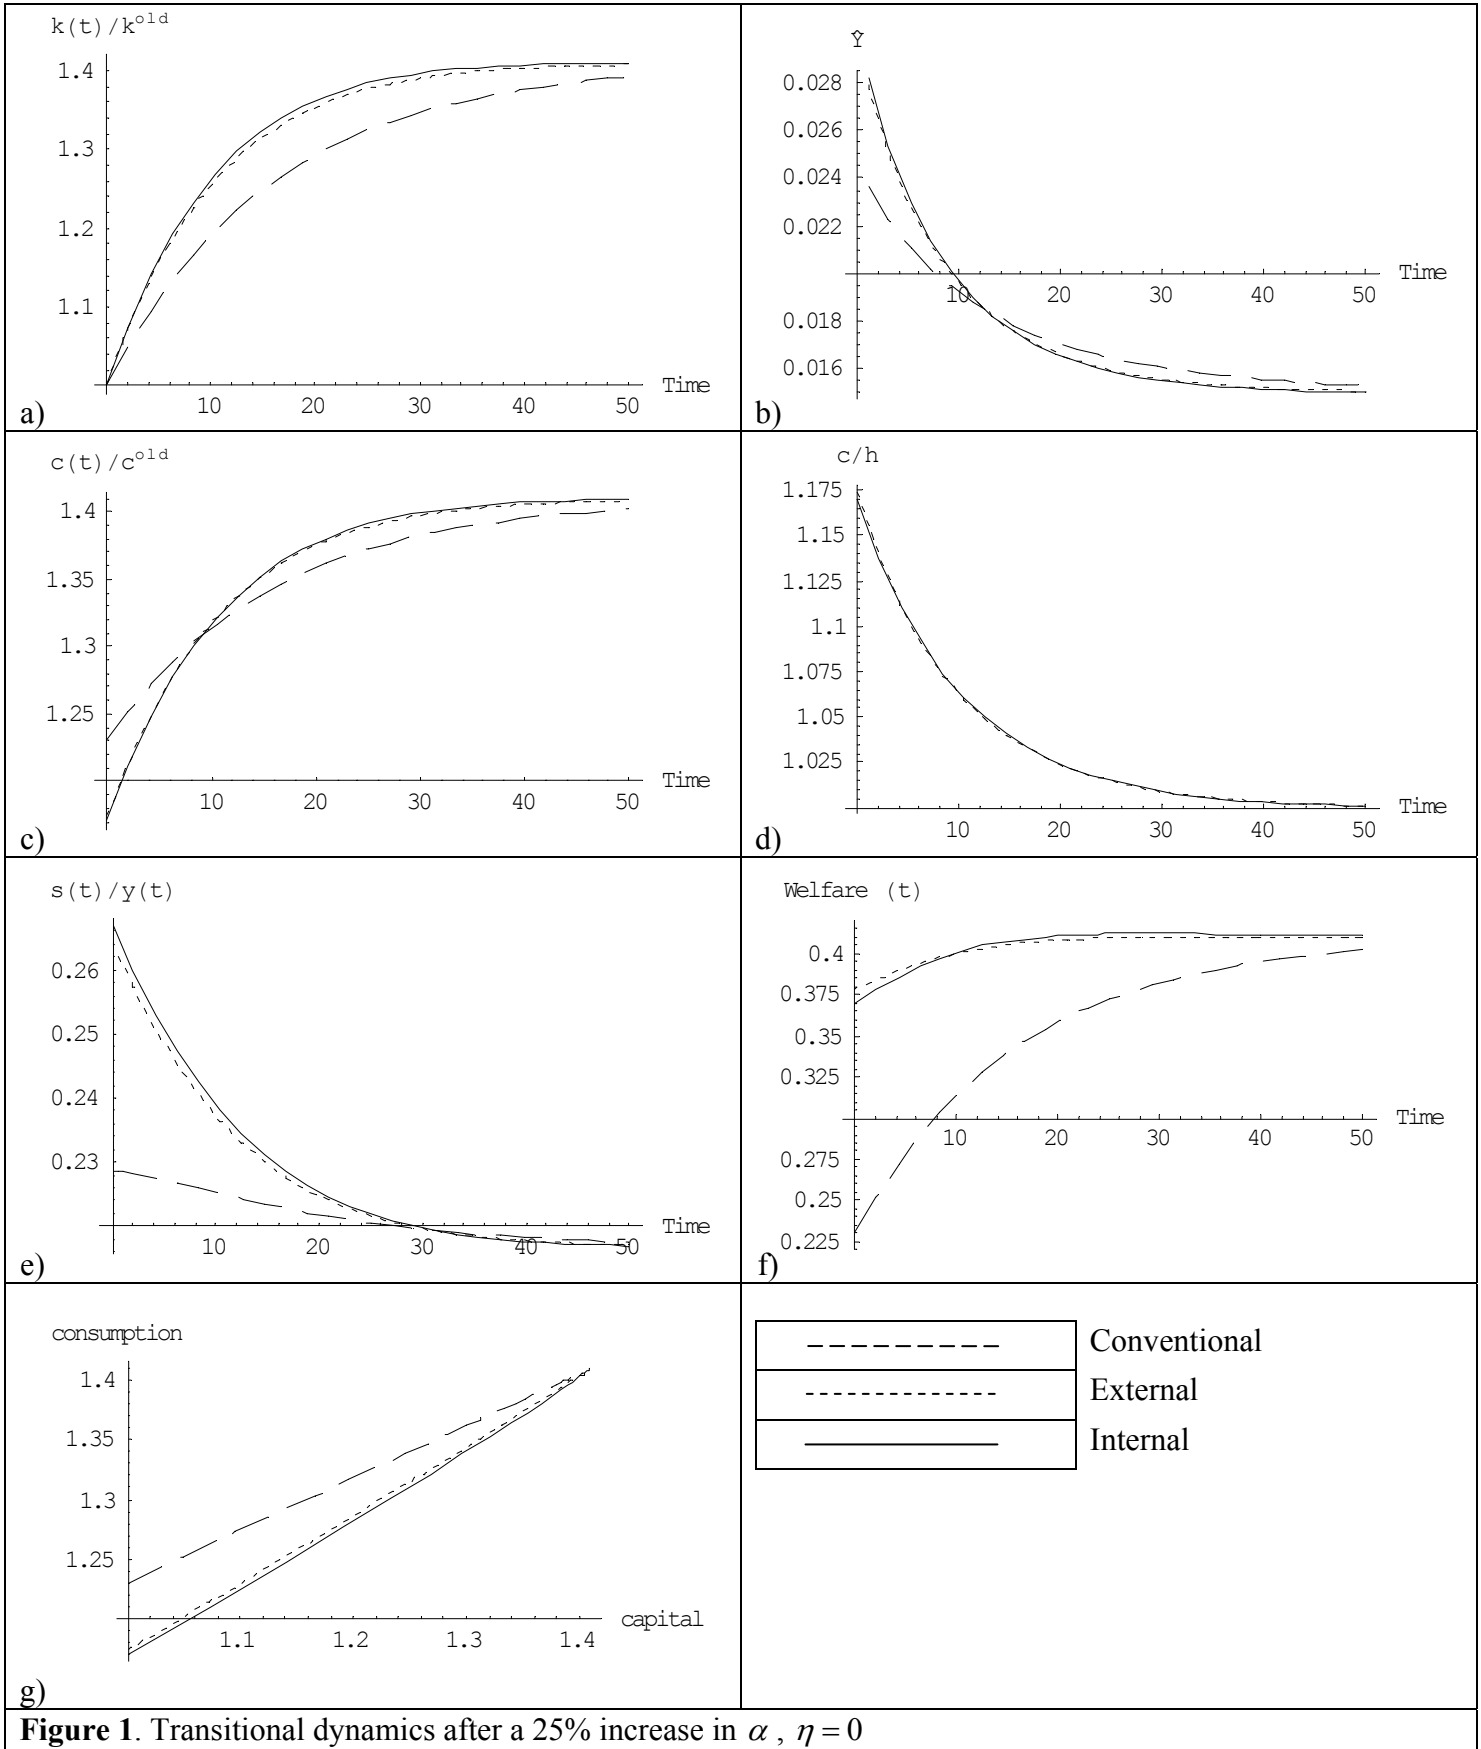 k(t)/k^old
1.4
1.3
1.2
1.1
10 20 30 40 50
Time
a)
Ŷ
0.028
0.026
0.024
0.022
0.018
0.016
10 20 30 40 50
Time
b)
c(t)/c^old
1.4
1.35
1.3
1.25
10 20 30 40 50
Time
c)
c/h
1.175
1.15
1.125
1.1
1.075
1.05
1.025
10 20 30 40 50
Time
d)
s(t)/y(t)
0.26
0.25
0.24
0.23
10 20 30 40 50
Time
e)
Welfare (t)
0.4
0.375
0.35
0.325
0.275
0.25
0.225
10 20 30 40 50
Time
f)
consumption
1.4
1.35
1.3
1.25
1.1 1.2 1.3 1.4
capital
g)
Conventional
External
Internal
Figure 1. Transitional dynamics after a 25% increase in α , η = 0